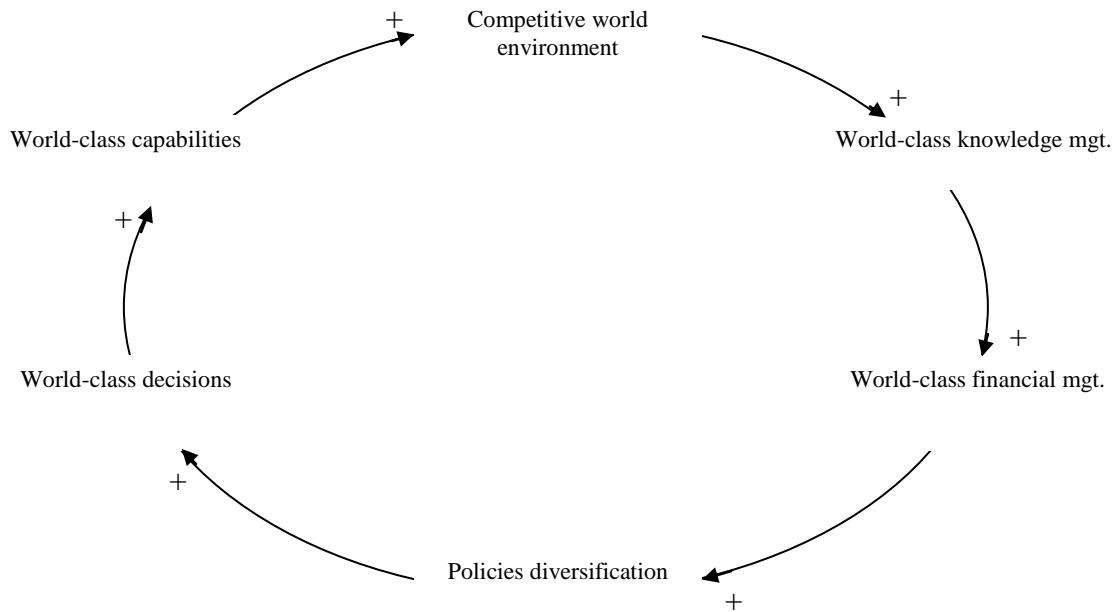 +
Competitive world
environment
+
World-class capabilities
World-class knowledge mgt.
+
+
World-class decisions
World-class financial mgt.
+
Policies diversification
+